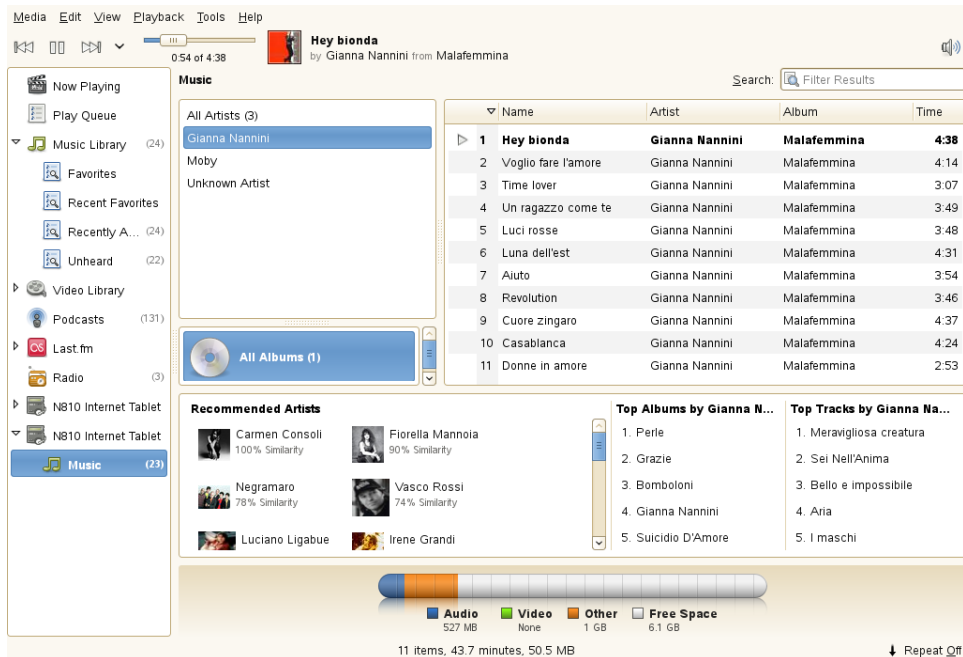 Media Edit View Playback Tools Help
Hey bionda
by Gianna Nannini from Malafemmina
0:54 of 4:38
Now Playing
Play Queue
Music Library (24)
Favorites
Recent Favorites
Recently A... (24)
Unheard (22)
Video Library
Podcasts (131)
Last.fm
Radio (3)
N810 Internet Tablet
N810 Internet Tablet
Music (23)
Music
Search: Filter Results
All Artists (3)
Gianna Nannini
Moby
Unknown Artist
All Albums (1)
Name Artist Album Time
1 Hey bionda Gianna Nannini Malafemmina 4:38
2 Voglio fare l'amore Gianna Nannini Malafemmina 4:14
3 Time lover Gianna Nannini Malafemmina 3:07
4 Un ragazzo come te Gianna Nannini Malafemmina 3:49
5 Luci rosse Gianna Nannini Malafemmina 3:48
6 Luna dell'est Gianna Nannini Malafemmina 4:31
7 Aiuto Gianna Nannini Malafemmina 3:54
8 Revolution Gianna Nannini Malafemmina 3:46
9 Cuore zingaro Gianna Nannini Malafemmina 4:37
10 Casablanca Gianna Nannini Malafemmina 4:24
11 Donne in amore Gianna Nannini Malafemmina 2:53
Recommended Artists
Carmen Consoli
100% Similarity
Fiorella Mannoia
90% Similarity
Negramaro
78% Similarity
Vasco Rossi
74% Similarity
Luciano Ligabue
Irene Grandi
Top Albums by Gianna N...
1. Perle
2. Grazie
3. Bomboloni
4. Gianna Nannini
5. Suicidio D'Amore
Top Tracks by Gianna Na...
1. Meravigliosa creatura
2. Sei Nell'Anima
3. Bello e impossibile
4. Aria
5. I maschi
Audio
527 MB
Video
None
Other
1 GB
Free Space
6.1 GB
11 items, 43.7 minutes, 50.5 MB
Repeat Off